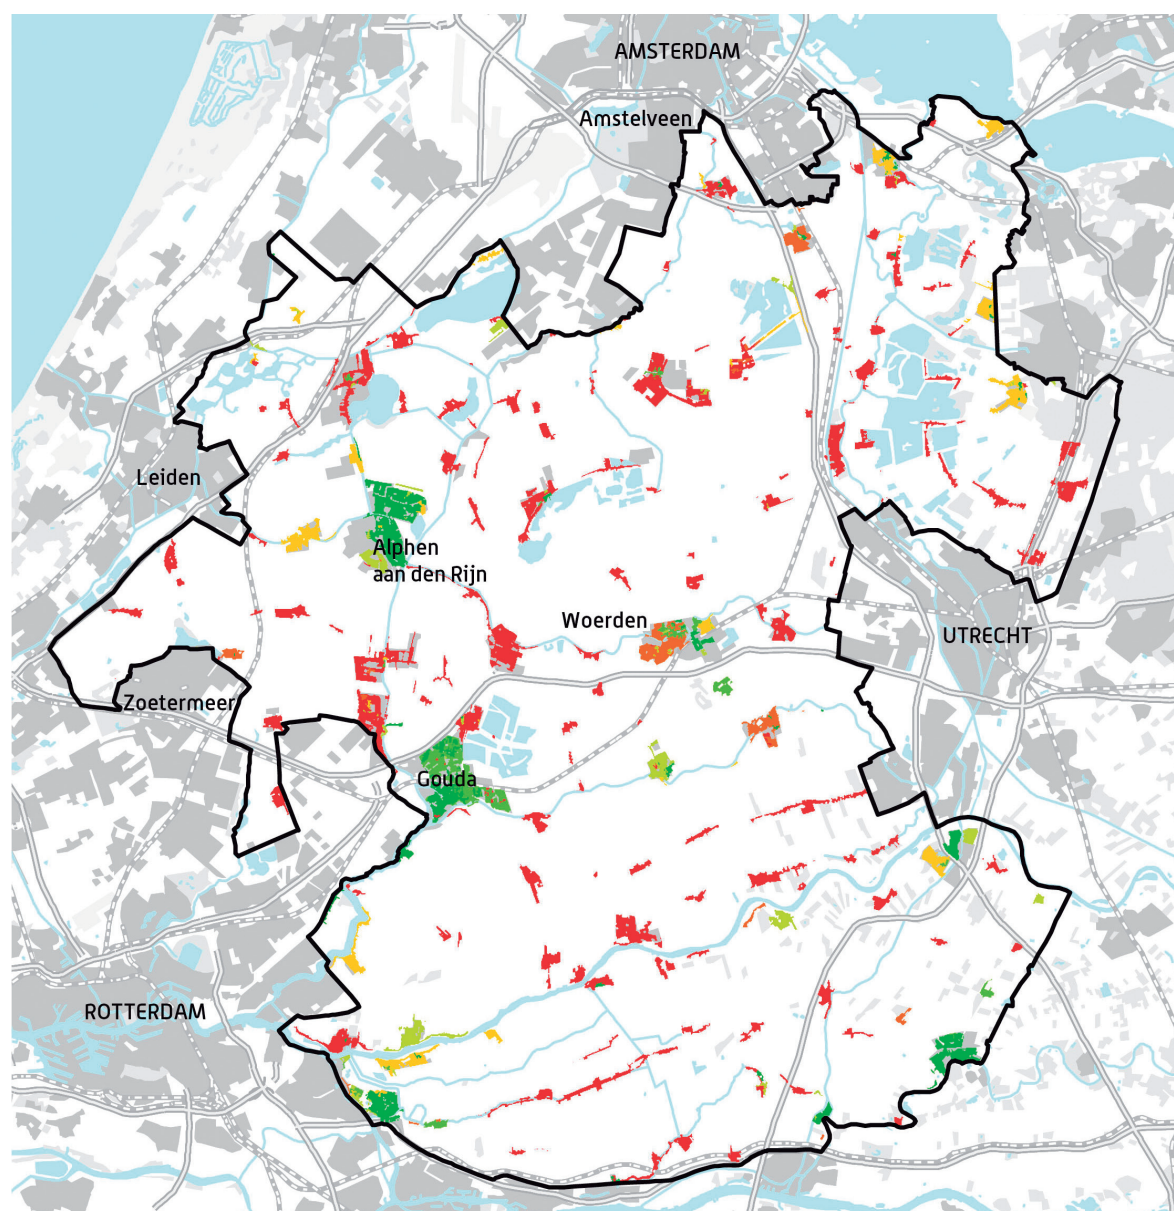 AMSTERDAM
Amstelveen
Leiden
Alphen
aan den Rijn
Woerden
UTRECHT
Zoetermeer
Gouda
ROTTERDAM